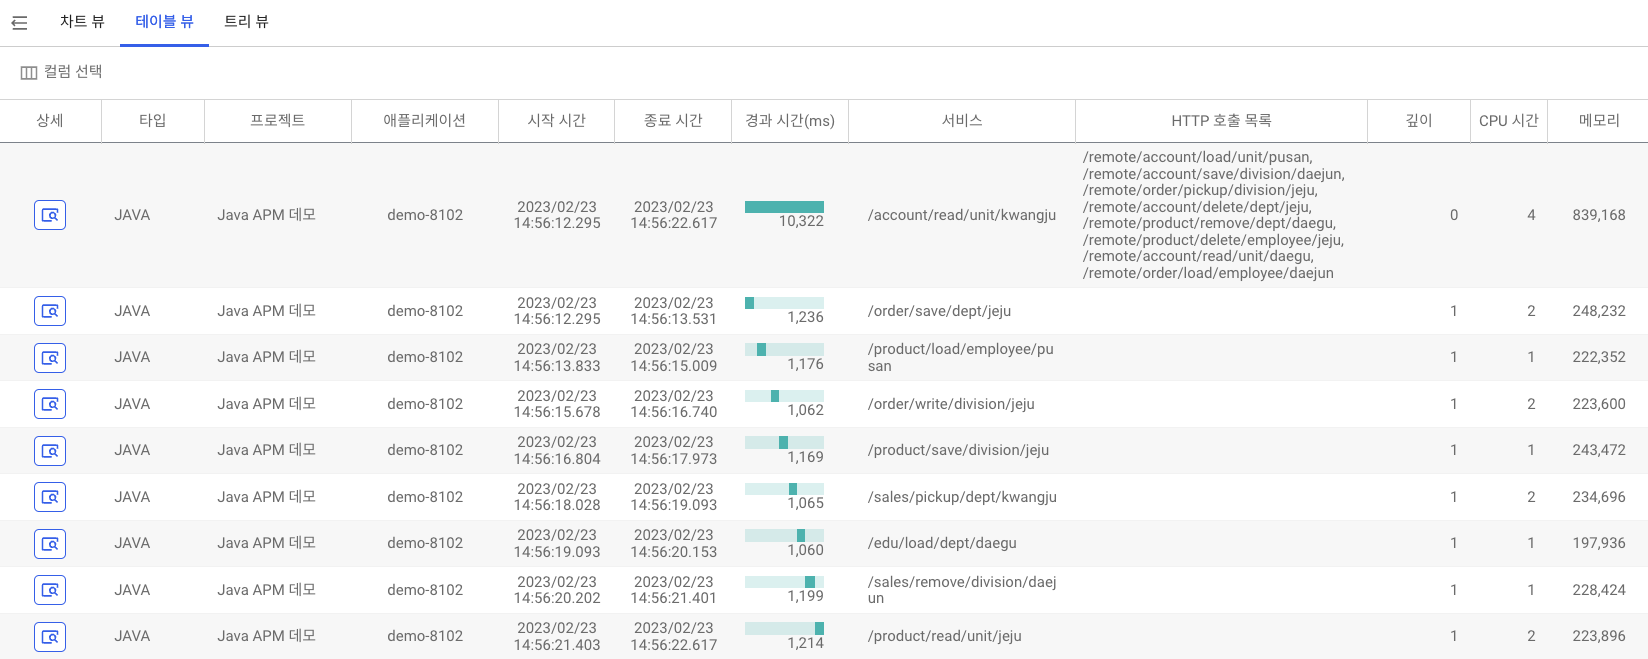 차트 뷰 테이블 뷰 트리 뷰
컬럼 선택
상세 타입 프로젝트 애플리케이션 시작 시간 종료 시간 경과 시간(ms) 서비스 HTTP 호출 목록 깊이 CPU 시간 메모리
JAVA Java APM 데모 demo-8102 2023/02/23 14:56:12.295 2023/02/23 14:56:22.617 10,322 /account/read/unit/kwangju
/remote/account/load/unit/pusan,
/remote/account/save/division/daejun,
/remote/order/pickup/division/jeju,
/remote/account/delete/dept/jeju,
/remote/product/remove/dept/daegu,
/remote/product/delete/employee/jeju,
/remote/account/read/unit/daegu,
/remote/order/load/employee/daejun
0 4 839,168
JAVA Java APM 데모 demo-8102 2023/02/23 14:56:12.295 2023/02/23 14:56:13.531 1,236 /order/save/dept/jeju 1 2 248,232
JAVA Java APM 데모 demo-8102 2023/02/23 14:56:13.833 2023/02/23 14:56:15.009 1,176 /product/load/employee/pu
san 1 1 222,352
JAVA Java APM 데모 demo-8102 2023/02/23 14:56:15.678 2023/02/23 14:56:16.740 1,062 /order/write/division/jeju 1 2 223,600
JAVA Java APM 데모 demo-8102 2023/02/23 14:56:16.804 2023/02/23 14:56:17.973 1,169 /product/save/division/jeju 1 1 243,472
JAVA Java APM 데모 demo-8102 2023/02/23 14:56:18.028 2023/02/23 14:56:19.093 1,065 /sales/pickup/dept/kwangju 1 2 234,696
JAVA Java APM 데모 demo-8102 2023/02/23 14:56:19.093 2023/02/23 14:56:20.153 1,060 /edu/load/dept/daegu 1 1 197,936
JAVA Java APM 데모 demo-8102 2023/02/23 14:56:20.202 2023/02/23 14:56:21.401 1,199 /sales/remove/division/daej
un 1 1 228,424
JAVA Java APM 데모 demo-8102 2023/02/23 14:56:21.403 2023/02/23 14:56:22.617 1,214 /product/read/unit/jeju 1 2 223,896